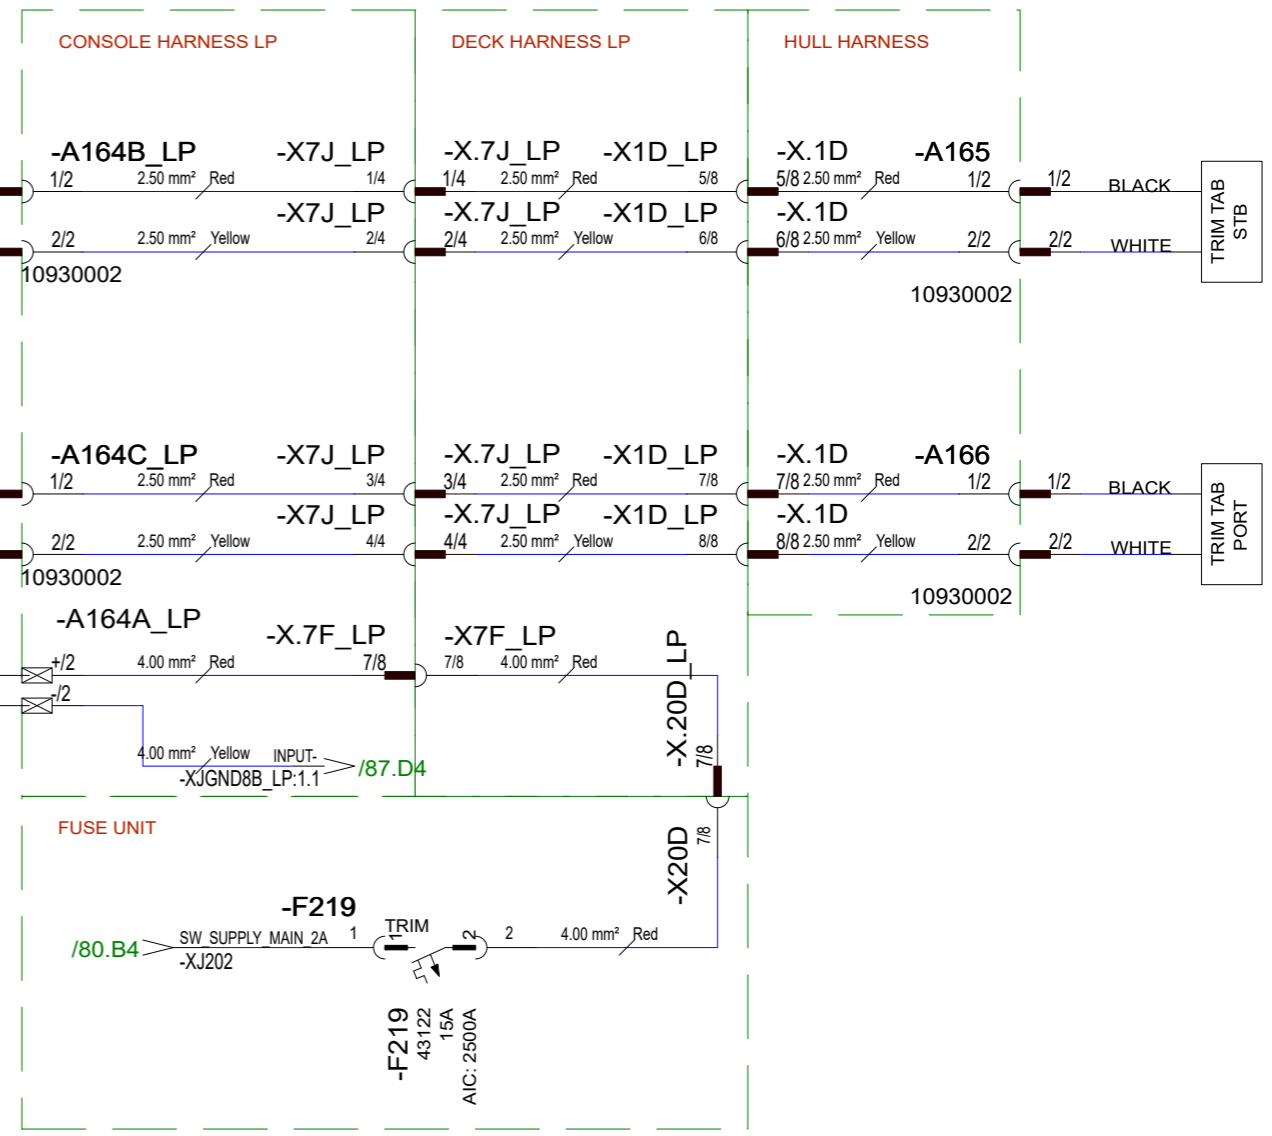 CONSOLE HARNESS LP
DECK HARNESS LP
HULL HARNESS
-A164B_LP
-X7J_LP
-X.7J_LP
-X1D_LP
-X.1D
-A165
1/2
2.50 mm²
Red
1/4
1/4
2.50 mm²
Red
5/8
5/8
2.50 mm²
Red
1/2
1/2
BLACK
-X7J_LP
-X.7J_LP
-X1D_LP
-X.1D
2/2
2.50 mm²
Yellow
2/4
2/4
2.50 mm²
Yellow
6/8
6/8
2.50 mm²
Yellow
2/2
2/2
WHITE
TRIM TAB
STB
10930002
10930002
-A164C_LP
-X7J_LP
-X.7J_LP
-X1D_LP
-X.1D
-A166
1/2
2.50 mm²
Red
3/4
3/4
2.50 mm²
Red
7/8
7/8
2.50 mm²
Red
1/2
1/2
BLACK
-X7J_LP
-X.7J_LP
-X1D_LP
-X.1D
2/2
2.50 mm²
Yellow
4/4
4/4
2.50 mm²
Yellow
8/8
8/8
2.50 mm²
Yellow
2/2
2/2
WHITE
TRIM TAB
PORT
10930002
10930002
-A164A_LP
-X.7F_LP
-X7F_LP
+/2
4.00 mm²
Red
7/8
7/8
4.00 mm²
Red
-X.20D_LP
7/8
-/2
4.00 mm²
Yellow
INPUT-
-XJGND8B_LP:1.1
/87.D4
FUSE UNIT
-X20D
7/8
-F219
/80.B4
SW_SUPPLY_MAIN_2A
-XJ202
1
TRIM
1
2
2
4.00 mm²
Red
-F219
43122
15A
AIC: 2500A